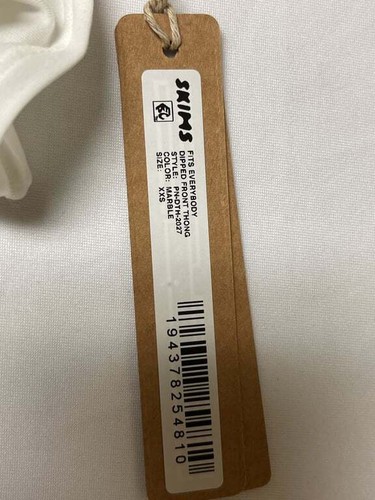 SKIMS
FITS EVERYBODY
DIPPED FRONT THONG
STYLE: PN-DTH-2027
COLOR: MARBLE
SIZE: XXS
194378254810